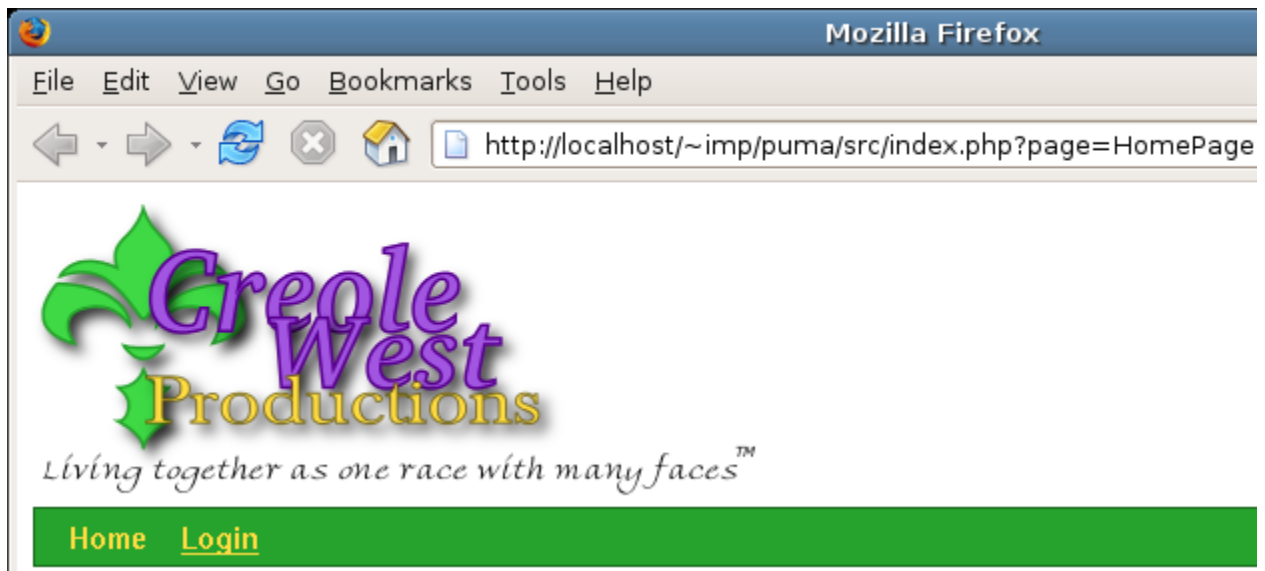 Mozilla Firefox
File Edit View Go Bookmarks Tools Help
http://localhost/~imp/puma/src/index.php?page=HomePage
Creole
West
Productions
Living together as one race with many faces™
Home Login